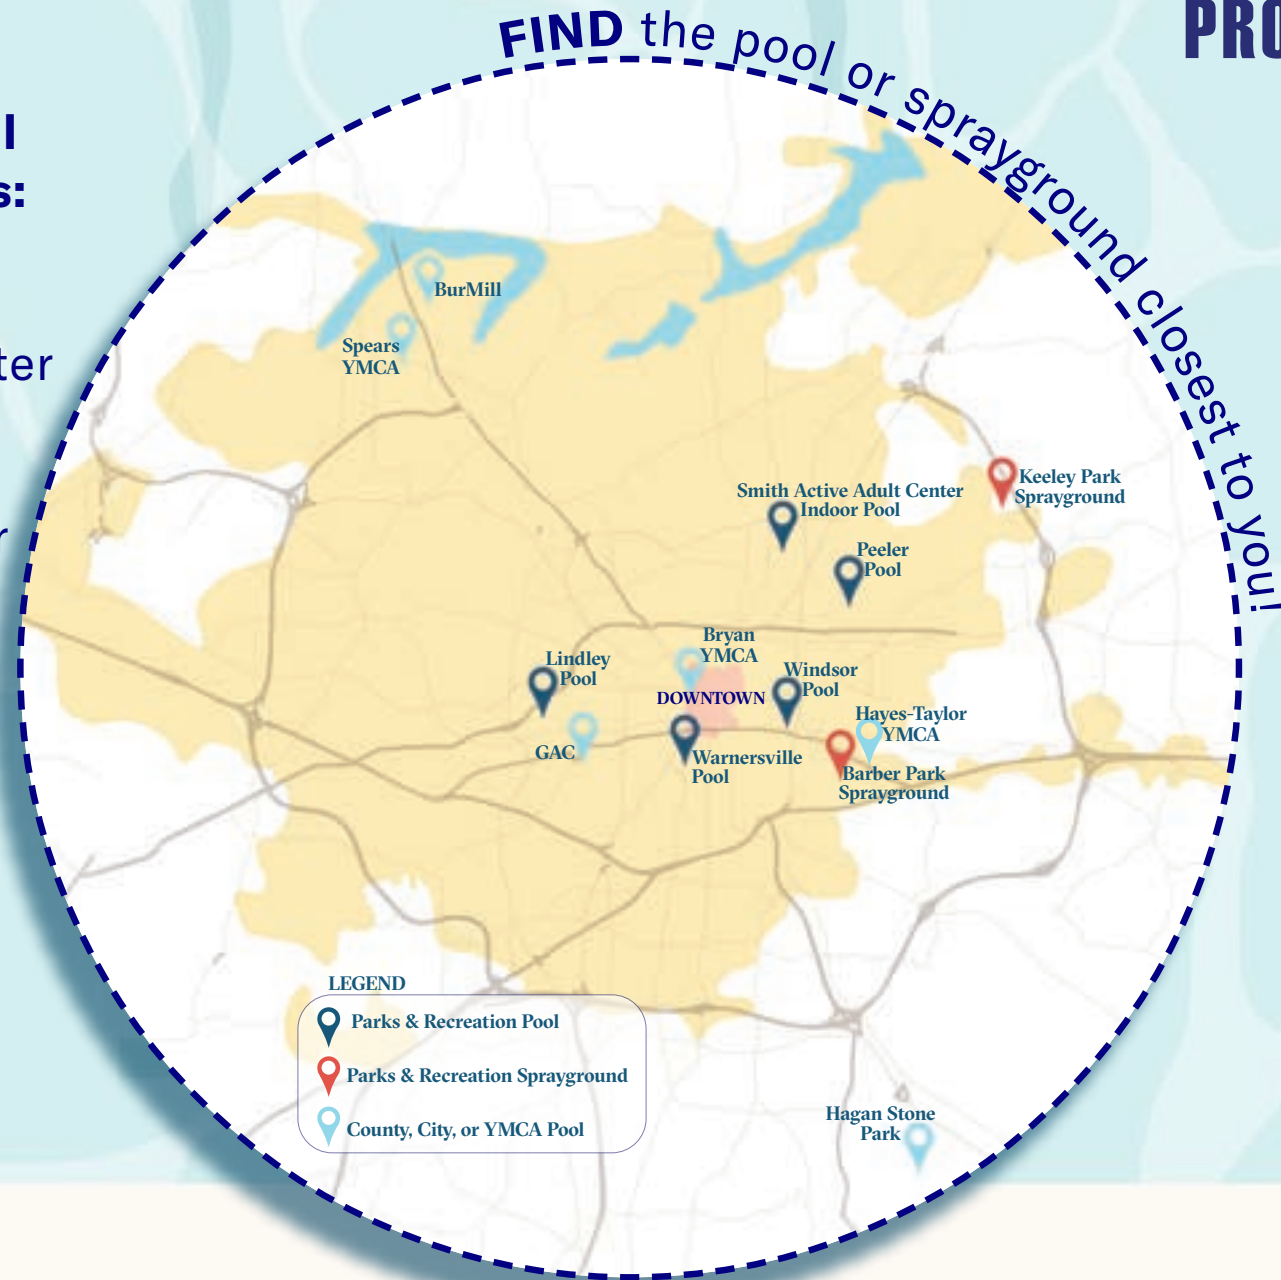 FIND the pool or sprayground closest to you!
PRO
l
s:
ter
r
BurMill
Spears
YMCA
Keeley Park
Sprayground
Smith Active Adult Center
Indoor Pool
Peeler
Pool
Bryan
YMCA
Lindley
Pool
Windsor
Pool
DOWNTOWN
Hayes-Taylor
YMCA
GAC
Warnersville
Pool
Barber Park
Sprayground
LEGEND
Parks & Recreation Pool
Parks & Recreation Sprayground
County, City, or YMCA Pool
Hagan Stone
Park